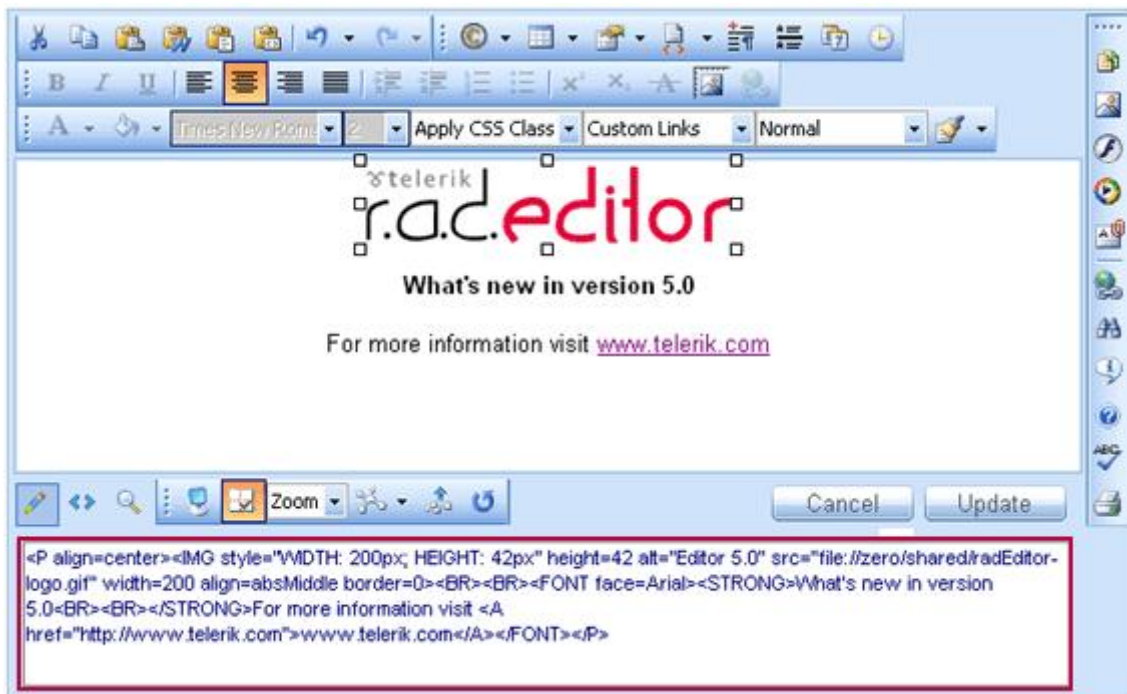 B I U
A Times New Rom 2 Apply CSS Class Custom Links Normal
telerik
r.a.d.editor
What's new in version 5.0
For more information visit www.telerik.com
ABC
Zoom Cancel Update
<P align=center><IMG style="WIDTH: 200px; HEIGHT: 42px" height=42 alt="Editor 5.0" src="file://zero/shared/radEditor-
logo.gif" width=200 align=absMiddle border=0><BR><BR><FONT face=Arial><STRONG>What's new in version
5.0<BR><BR></STRONG>For more information visit <A
href="http://www.telerik.com">www.telerik.com</A></FONT></P>